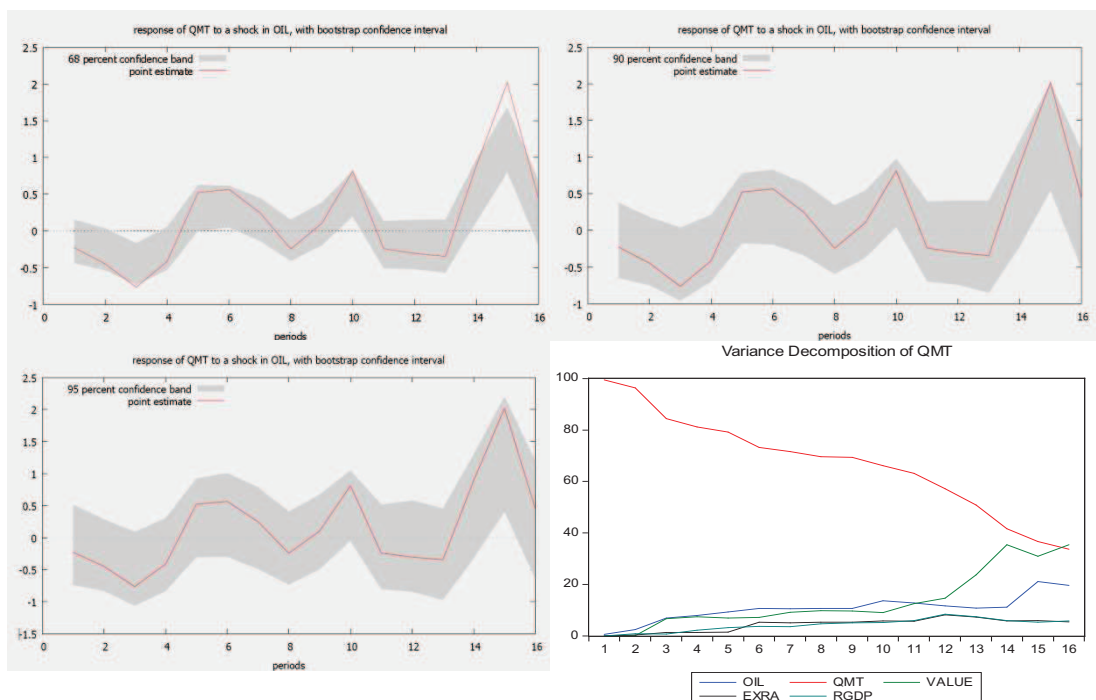 response of QMT to a shock in OIL, with bootstrap confidence interval
68 percent confidence band
point estimate
2.5
2
1.5
1
0.5
0
-0.5
-1
0 2 4 6 8 10 12 14 16
periods
response of QMT to a shock in OIL, with bootstrap confidence interval
90 percent confidence band
point estimate
2.5
2
1.5
1
0.5
0
-0.5
-1
0 2 4 6 8 10 12 14 16
periods
response of QMT to a shock in OIL, with bootstrap confidence interval
95 percent confidence band
point estimate
2.5
2
1.5
1
0.5
0
-0.5
-1
-1.5
0 2 4 6 8 10 12 14 16
periods
Variance Decomposition of QMT
100
80
60
40
20
0
1 2 3 4 5 6 7 8 9 10 11 12 13 14 15 16
OIL QMT VALUE
EXRA RGDP